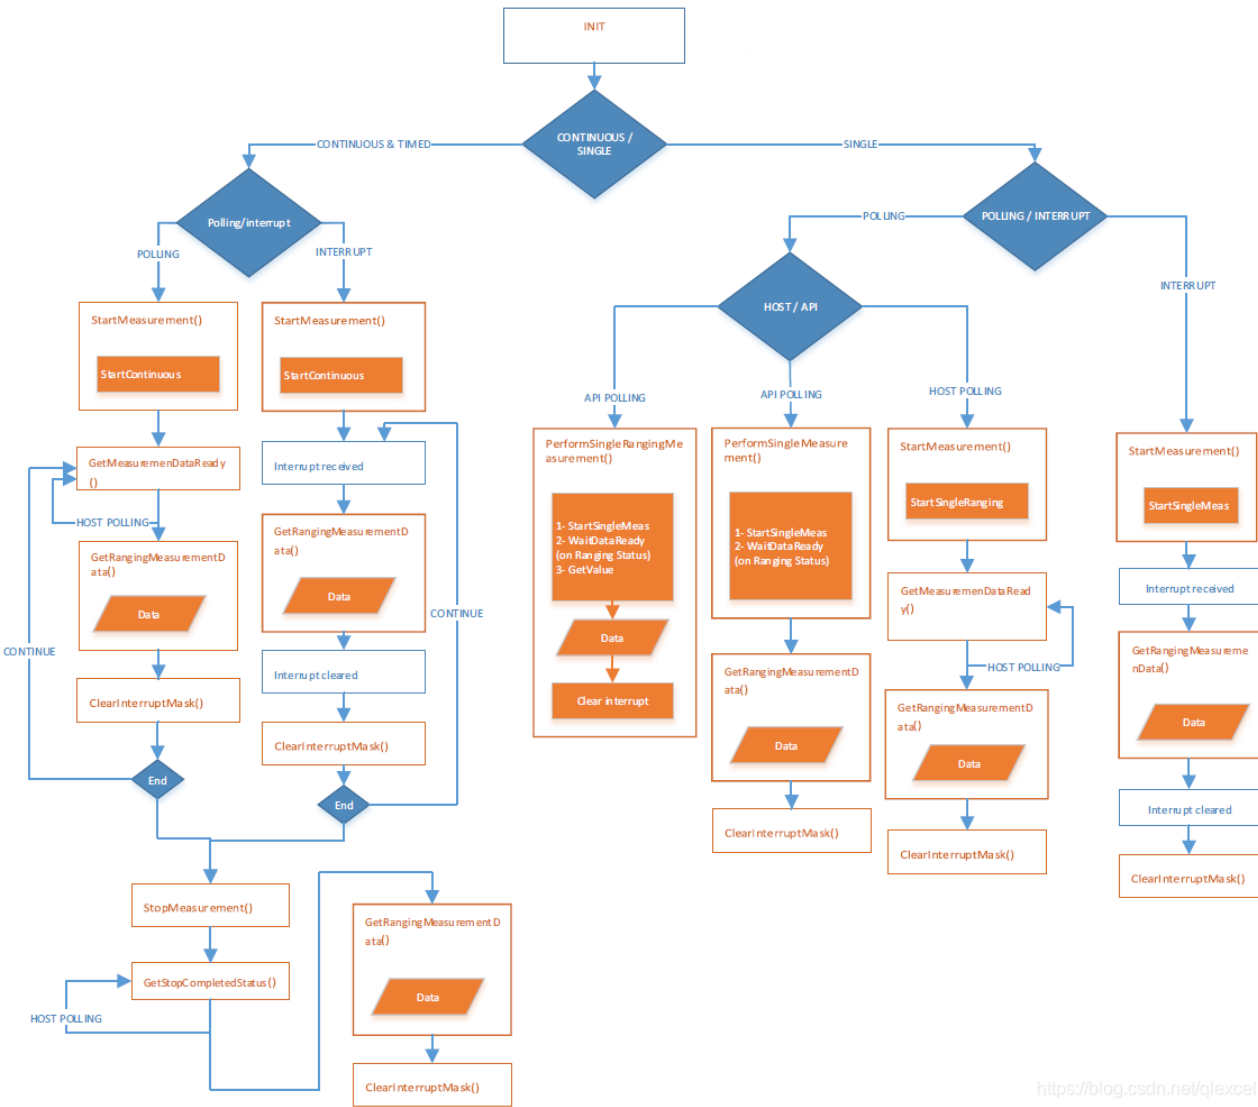 INIT
CONTINUOUS /
SINGLE
CONTINUOUS & TIMED
SINGLE
Polling/interrupt
POLLING / INTERRUPT
POLLING
INTERRUPT
POLLING
INTERRUPT
HOST / API
StartMeasurement()
StartContinuous
StartMeasurement()
StartContinuous
API POLLING
API POLLING
HOST POLLING
GetMeasuremenDataReady
()
HOST POLLING
GetRangingMeasurementD
ata()
Data
CONTINUE
ClearInterruptMask()
End
Interrupt received
GetRangingMeasurementD
ata()
Data
CONTINUE
Interrupt cleared
ClearInterruptMask()
End
PerformSingleRangingMe
asurement()
1- StartSingleMeas
2- WaitDataReady
(on Ranging Status)
3- GetValue
Data
Clear interrupt
PerformSingleMeasure
ment()
1- StartSingleMeas
2- WaitDataReady
(on Ranging Status)
GetRangingMeasurementD
ata()
Data
ClearInterruptMask()
StartMeasurement()
StartSingleRanging
GetMeasuremenDataRead
y()
HOST POLLING
GetRangingMeasurementD
ata()
Data
ClearInterruptMask()
StartMeasurement()
StartSingleMeas
Interrupt received
GetRangingMeasureme
nData()
Data
Interrupt cleared
ClearInterruptMask()
StopMeasurement()
GetStopCompletedStatus()
HOST POLLING
GetRangingMeasurementD
ata()
Data
ClearInterruptMask()
https://blog.csdn.net/qlexcel